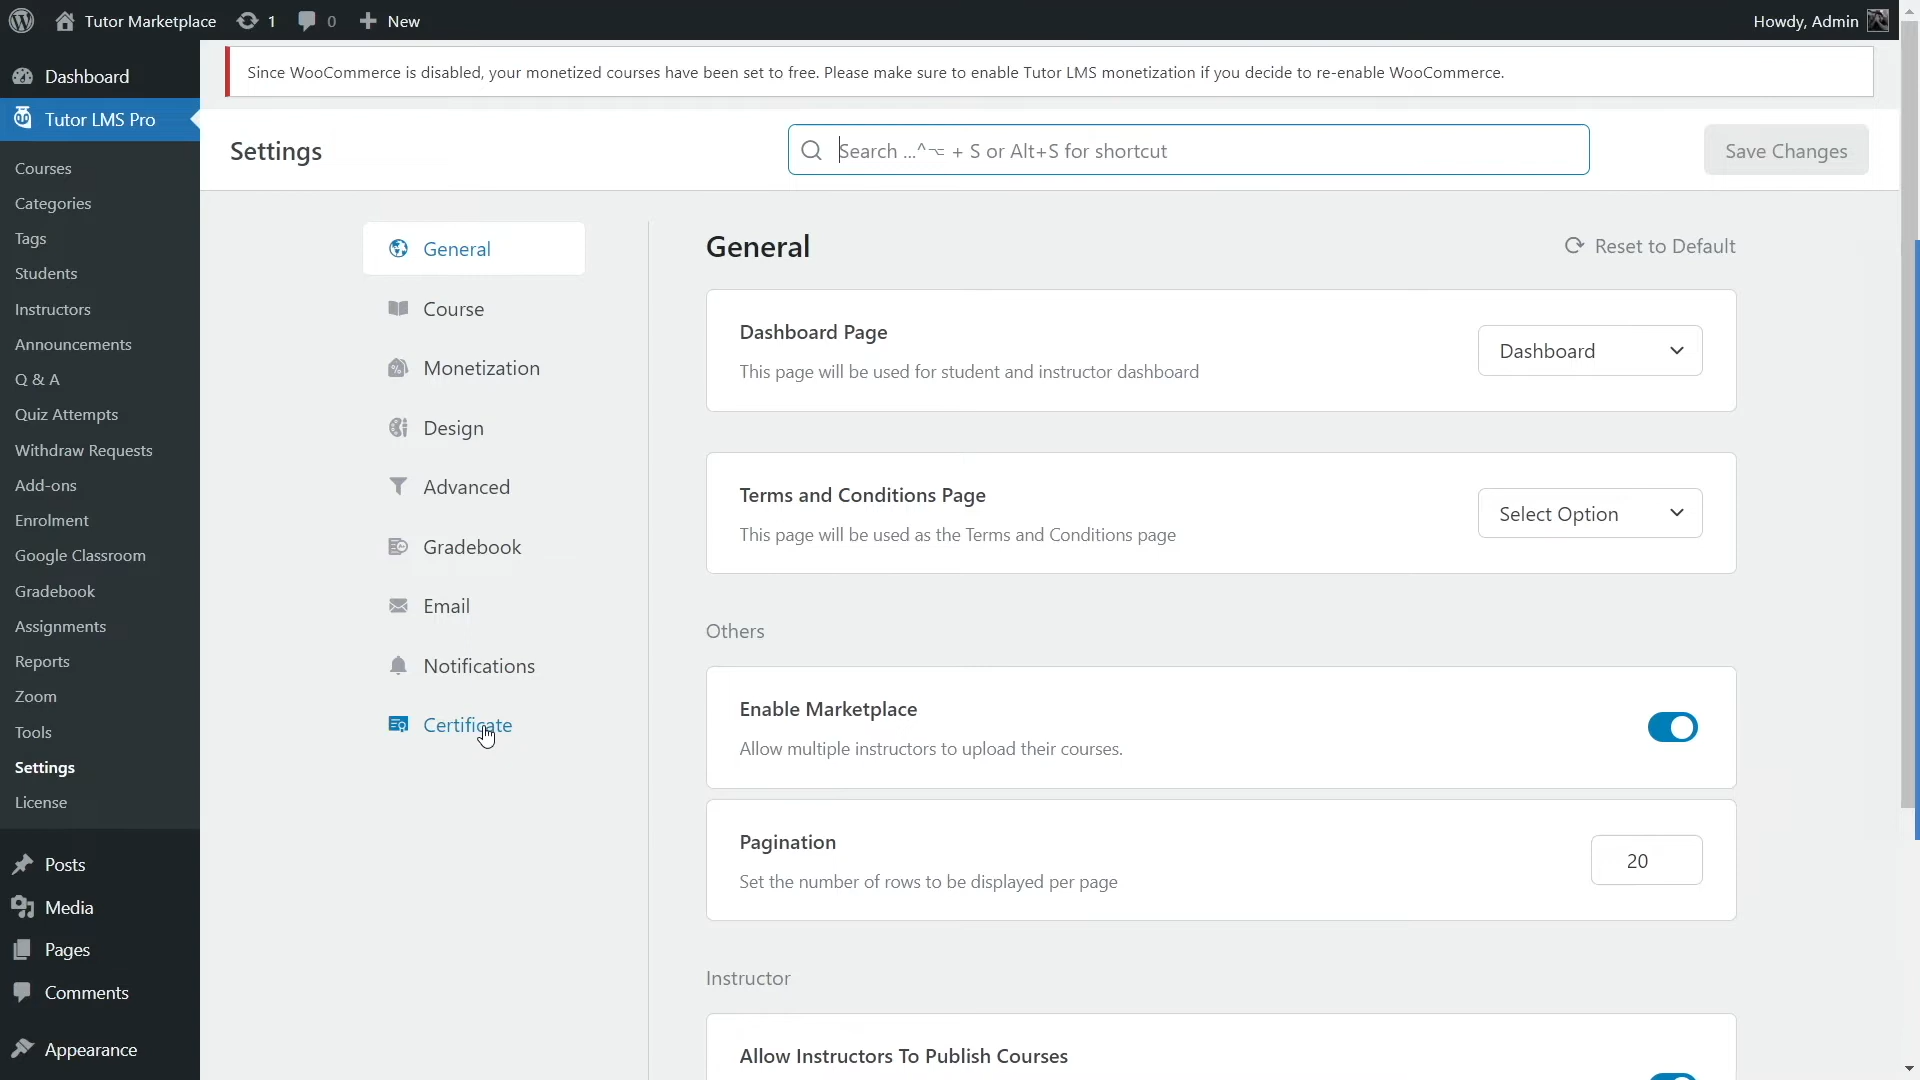 Tutor Marketplace 1 0 New Howdy, Admin
Dashboard
Tutor LMS Pro
Courses
Categories
Tags
Students
Instructors
Announcements
Q & A
Quiz Attempts
Withdraw Requests
Add-ons
Enrolment
Google Classroom
Gradebook
Assignments
Reports
Zoom
Tools
Settings
License
Posts
Media
Pages
Comments
Appearance
Since WooCommerce is disabled, your monetized courses have been set to free. Please make sure to enable Tutor LMS monetization if you decide to re-enable WooCommerce.
Settings
Search ...^⌥ + S or Alt+S for shortcut
Save Changes
General
Course
Monetization
Design
Advanced
Gradebook
Email
Notifications
Certificate
General
Reset to Default
Dashboard Page
This page will be used for student and instructor dashboard
Dashboard
Terms and Conditions Page
This page will be used as the Terms and Conditions page
Select Option
Others
Enable Marketplace
Allow multiple instructors to upload their courses.
Pagination
Set the number of rows to be displayed per page
20
Instructor
Allow Instructors To Publish Courses